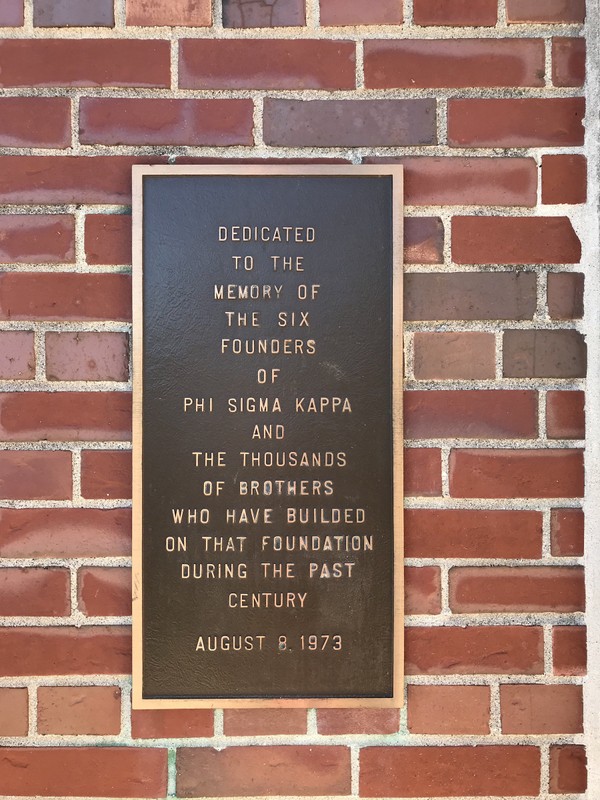 DEDICATED
TO THE
MEMORY OF
THE SIX
FOUNDERS
OF
PHI SIGMA KAPPA
AND
THE THOUSANDS
OF BROTHERS
WHO HAVE BUILDED
ON THAT FOUNDATION
DURING THE PAST
CENTURY
AUGUST 8, 1973